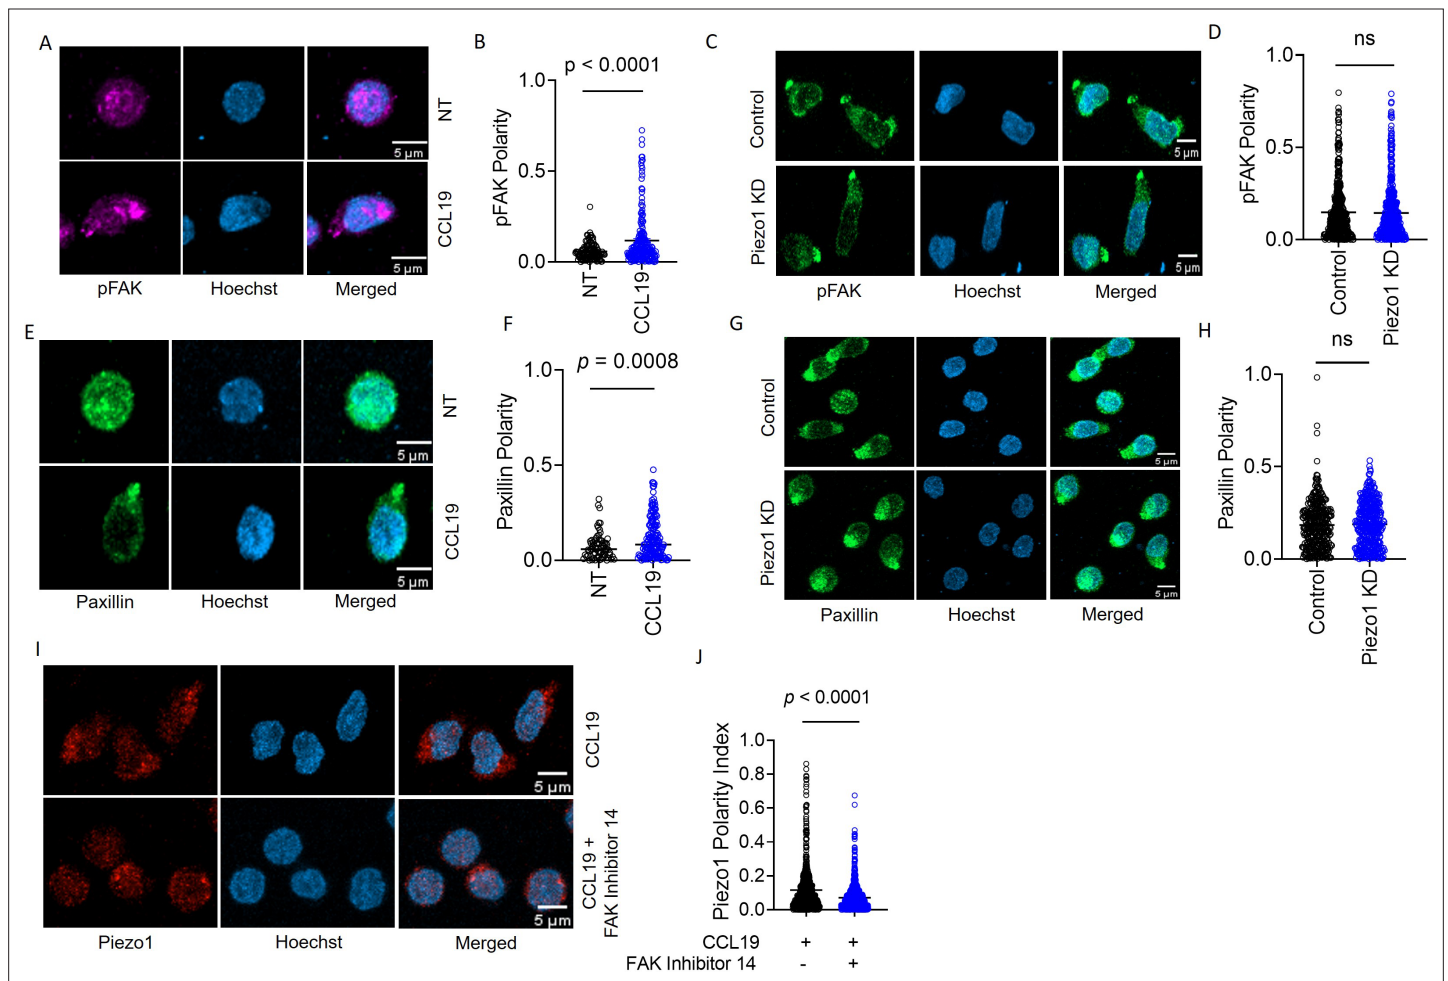 A
NT
5 µm
CCL19
5 µm
pFAK Hoechst Merged
B
p < 0.0001
pFAK Polarity
1.0
0.5
0.0
NT
CCL19
C
Control
5 µm
Piezo1 KD
5 µm
pFAK Hoechst Merged
D
ns
pFAK Polarity
1.0
0.5
0.0
Control
Piezo1 KD
E
NT
5 µm
CCL19
5 µm
Paxillin Hoechst Merged
F
p = 0.0008
Paxillin Polarity
1.0
0.5
0.0
NT
CCL19
G
Control
5 µm
Piezo1 KD
5 µm
Paxillin Hoechst Merged
H
ns
Paxillin Polarity
1.0
0.5
0.0
Control
Piezo1 KD
I
CCL19
5 µm
CCL19 +
FAK Inhibitor 14
5 µm
Piezo1 Hoechst Merged
J
p < 0.0001
Piezo1 Polarity Index
1.0
0.8
0.6
0.4
0.2
0.0
CCL19 + +
FAK Inhibitor 14 - +